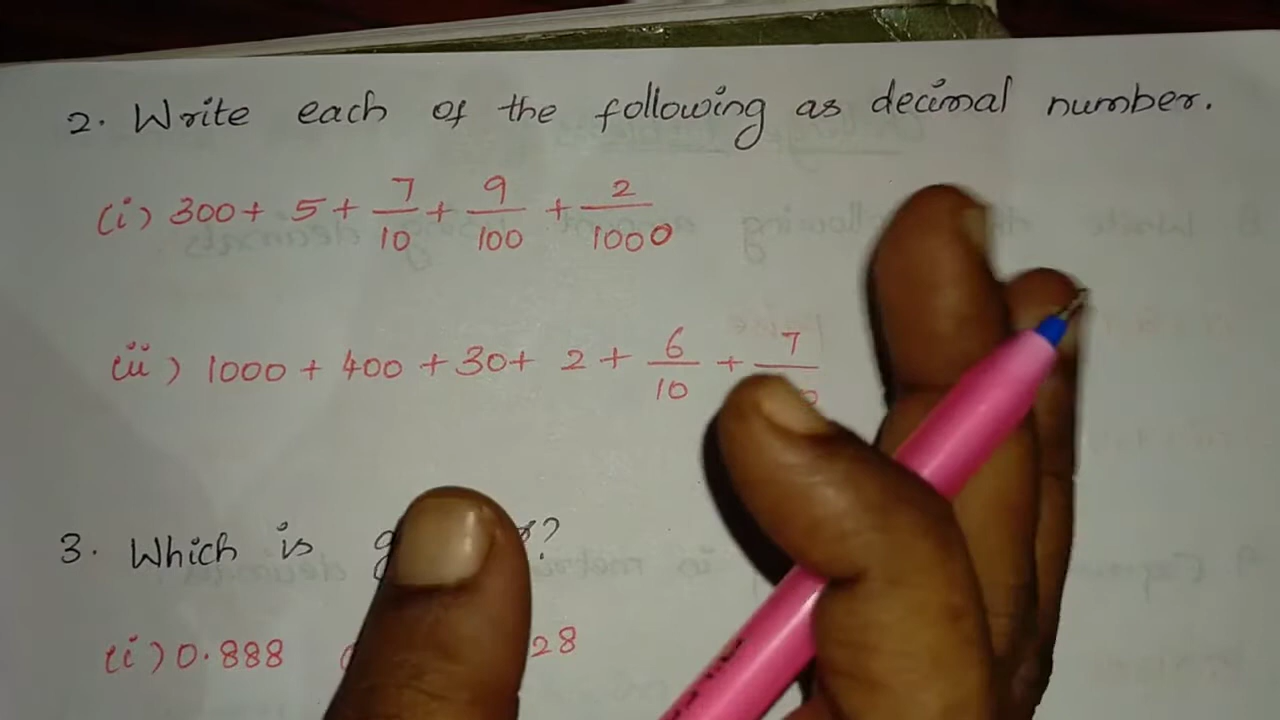 2. Write each of the following as decimal number.
(i) 300 + 5 + 7/10 + 9/100 + 2/1000
(ii) 1000 + 400 + 30 + 2 + 6/10 + 7/
3. Which is ?
(i) 0.888 28